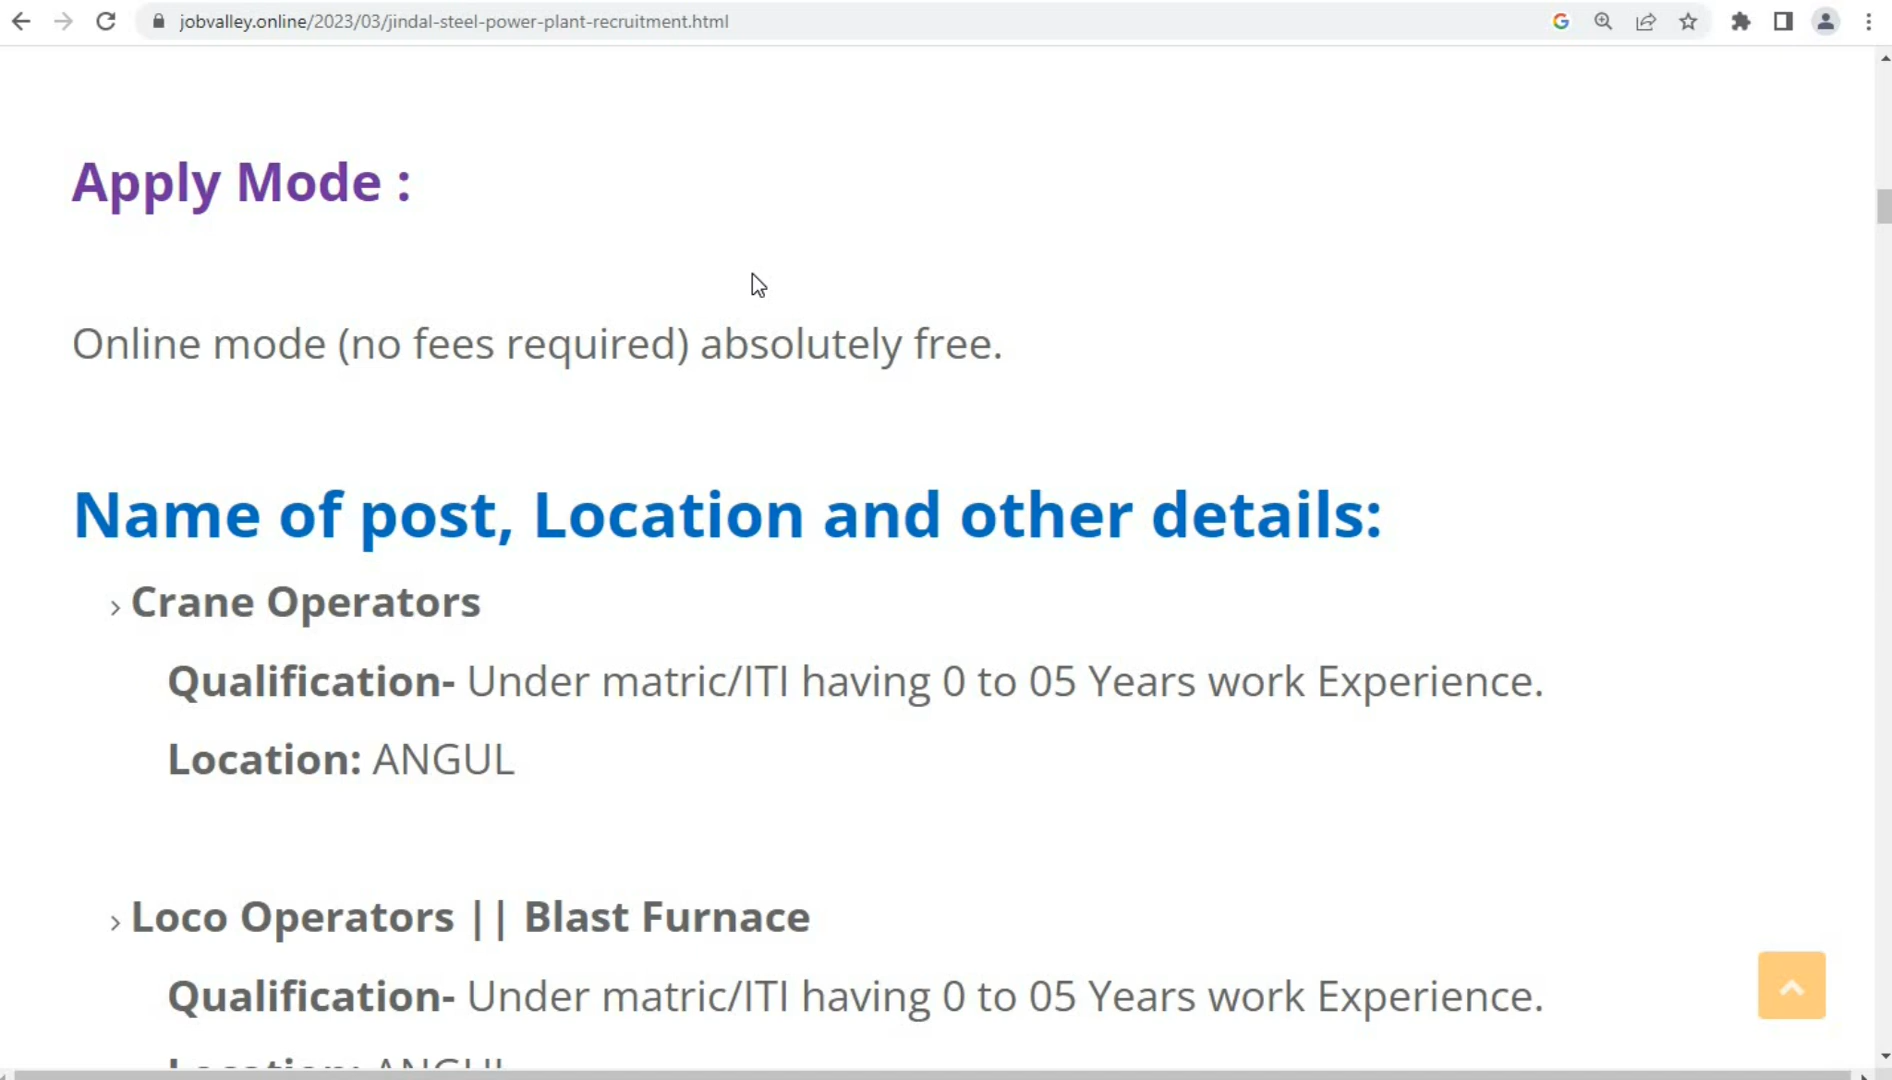 jobvalley.online/2023/03/jindal-steel-power-plant-recruitment.html
Apply Mode :
Online mode (no fees required) absolutely free.
Name of post, Location and other details:
› Crane Operators
Qualification- Under matric/ITI having 0 to 05 Years work Experience.
Location: ANGUL
› Loco Operators || Blast Furnace
Qualification- Under matric/ITI having 0 to 05 Years work Experience.
Location: ANGUL